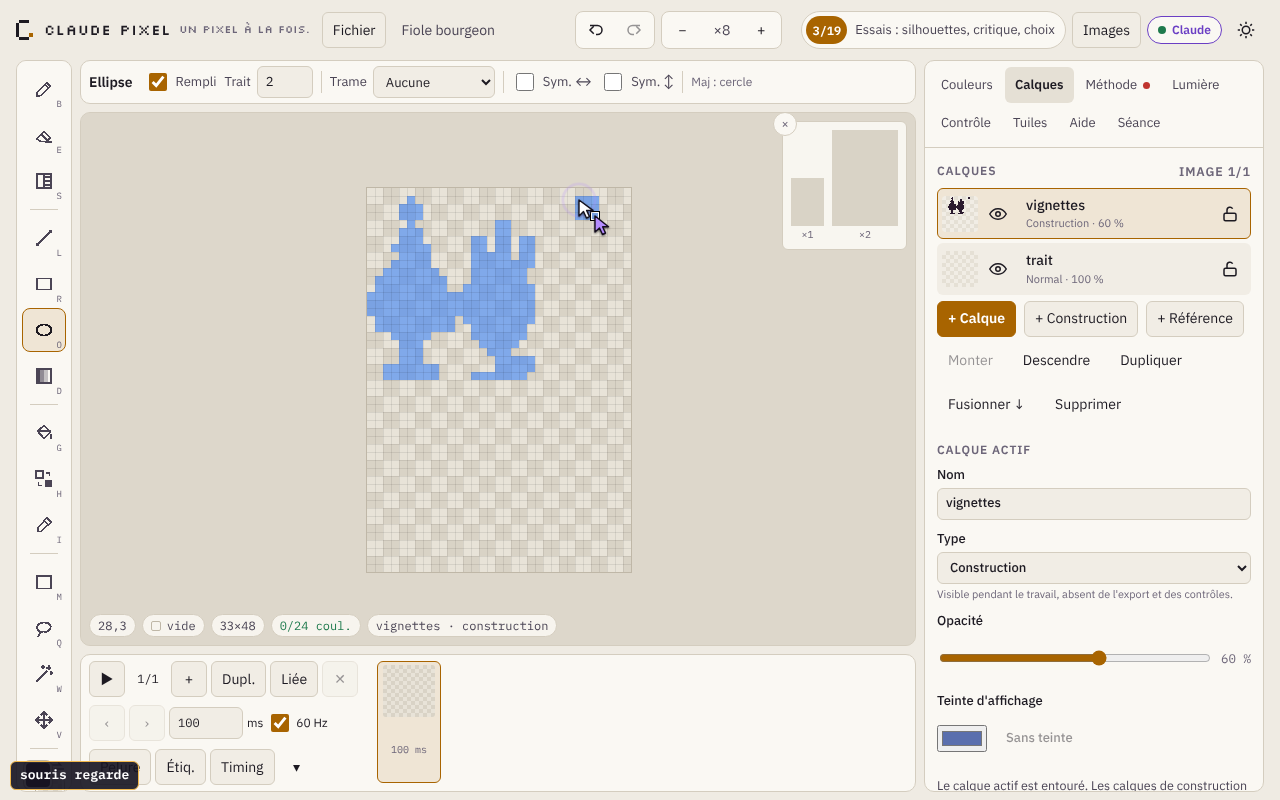 CLAUDE PIXEL UN PIXEL À LA FOIS. Fichier Fiole bourgeon − ×8 + 3/19 Essais : silhouettes, critique, choix Images Claude
B
E
S
L
R
O
D
G
H
I
M
Q
W
V
Ellipse Rempli Trait 2 Trame Aucune Sym. ↔ Sym. ↕ Maj : cercle
×
×1 ×2
28,3 vide 33×48 0/24 coul. vignettes · construction
▶ 1/1 + Dupl. Liée ×
‹ › 100 ms 60 Hz
Étiq. Timing ▼
100 ms
souris regarde
Couleurs Calques Méthode Lumière
Contrôle Tuiles Aide Séance
CALQUES IMAGE 1/1
vignettes
Construction · 60 %
trait
Normal · 100 %
+ Calque + Construction + Référence
Monter Descendre Dupliquer
Fusionner ↓ Supprimer
CALQUE ACTIF
Nom
vignettes
Type
Construction
Visible pendant le travail, absent de l'export et des contrôles.
Opacité
60 %
Teinte d'affichage
Sans teinte
Le calque actif est entouré. Les calques de construction